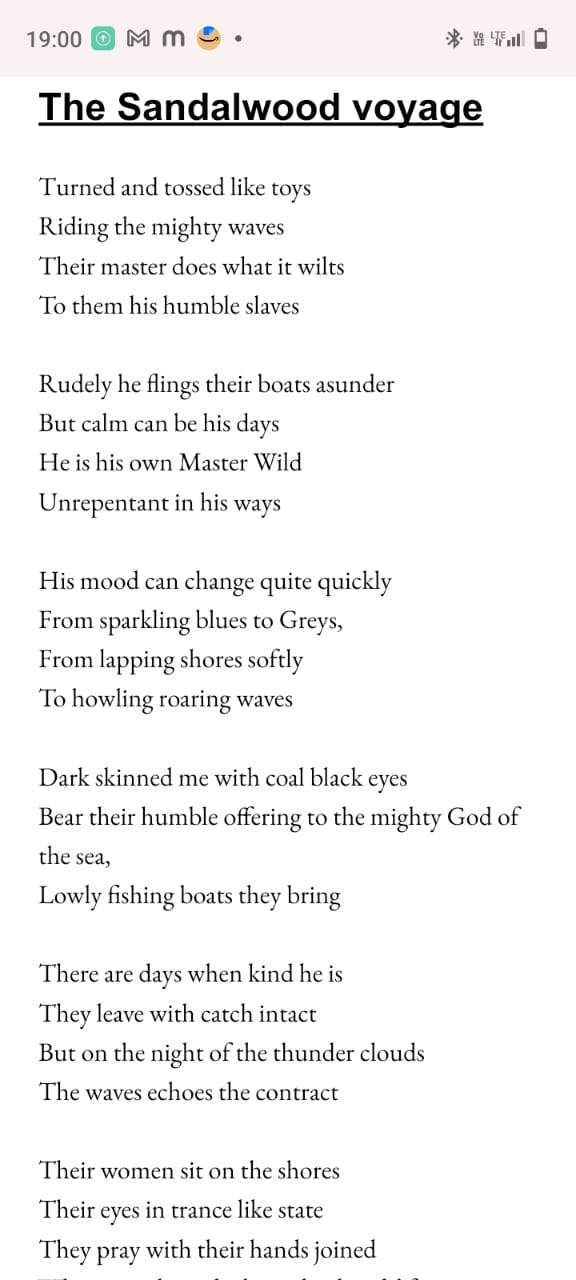 19:00
The Sandalwood voyage
Turned and tossed like toys
Riding the mighty waves
Their master does what it wilts
To them his humble slaves
Rudely he flings their boats asunder
But calm can be his days
He is his own Master Wild
Unrepentant in his ways
His mood can change quite quickly
From sparkling blues to Greys,
From lapping shores softly
To howling roaring waves
Dark skinned me with coal black eyes
Bear their humble offering to the mighty God of
the sea,
Lowly fishing boats they bring
There are days when kind he is
They leave with catch intact
But on the night of the thunder clouds
The waves echoes the contract
Their women sit on the shores
Their eyes in trance like state
They pray with their hands joined